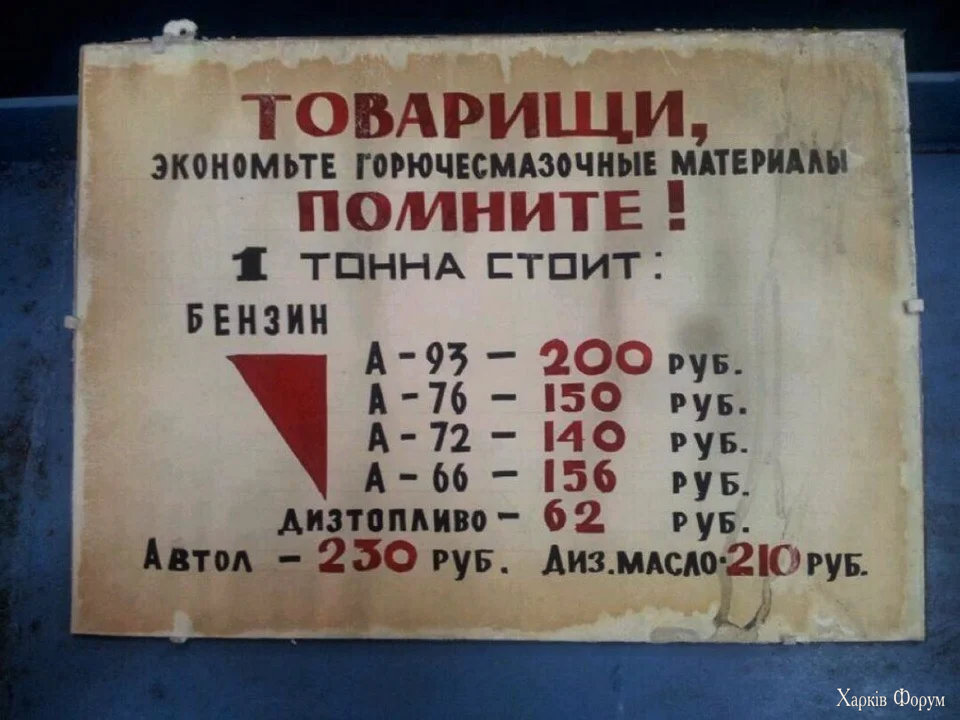 ТОВАРИЩИ,
ЭКОНОМЬТЕ ГОРЮЧЕСМАЗОЧНЫЕ МАТЕРИАЛЫ
ПОМНИТЕ!
1 ТОННА СТОИТ:
БЕНЗИН
А-93 - 200 РУБ.
А-76 - 150 РУБ.
А-72 - 140 РУБ.
А-66 - 156 РУБ.
ДИЗТОПЛИВО - 62 РУБ.
АВТОЛ - 230 РУБ. ДИЗ.МАСЛО-210 РУБ.
Харкiв Форум